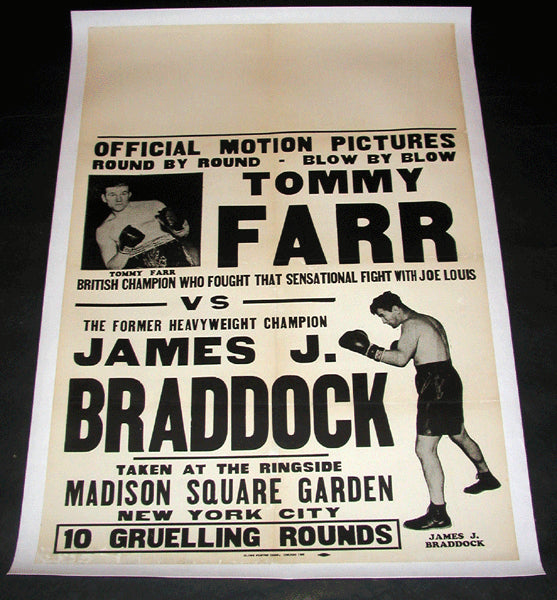 OFFICIAL MOTION PICTURES
ROUND BY ROUND - BLOW BY BLOW
TOMMY
FARR
TOMMY FARR
BRITISH CHAMPION WHO FOUGHT THAT SENSATIONAL FIGHT WITH JOE LOUIS
VS
THE FORMER HEAVYWEIGHT CHAMPION
JAMES J.
BRADDOCK
TAKEN AT THE RINGSIDE
MADISON SQUARE GARDEN
NEW YORK CITY
10 GRUELLING ROUNDS
JAMES J.
BRADDOCK